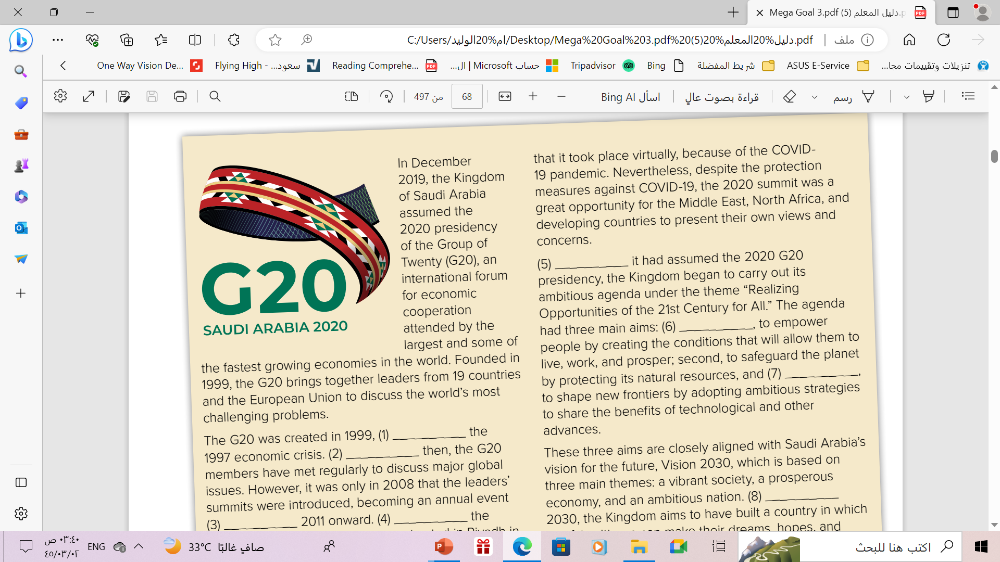 Mega Goal 3.pdf (5) دليل المعلم.p
C:/Users/ام%20الوليد/Desktop/Mega%20Goal%203.pdf%20(5)%20دليل%20المعلم.pdf
ملف
One Way Vision De...
Flying High - سعود...
Reading Comprehe...
حساب Microsoft | ال...
Tripadvisor
Bing
شريط المفضلة
ASUS E-Service
تنزيلات وتقييمات مجا...
68
من 497
اسأل Bing AI
قراءة بصوت عالٍ
رسم
G20
SAUDI ARABIA 2020
In December
2019, the Kingdom
of Saudi Arabia
assumed the
2020 presidency
of the Group of
Twenty (G20), an
international forum
for economic
cooperation
attended by the
largest and some of
the fastest growing economies in the world. Founded in
1999, the G20 brings together leaders from 19 countries
and the European Union to discuss the world's most
challenging problems.
The G20 was created in 1999, (1) __________ the
1997 economic crisis. (2) __________ then, the G20
members have met regularly to discuss major global
issues. However, it was only in 2008 that the leaders'
summits were introduced, becoming an annual event
(3) __________ 2011 onward. (4) __________ the
in Riyadh in
that it took place virtually, because of the COVID-
19 pandemic. Nevertheless, despite the protection
measures against COVID-19, the 2020 summit was a
great opportunity for the Middle East, North Africa, and
developing countries to present their own views and
concerns.
(5) __________ it had assumed the 2020 G20
presidency, the Kingdom began to carry out its
ambitious agenda under the theme “Realizing
Opportunities of the 21st Century for All.” The agenda
had three main aims: (6) __________, to empower
people by creating the conditions that will allow them to
live, work, and prosper; second, to safeguard the planet
by protecting its natural resources, and (7) __________,
to shape new frontiers by adopting ambitious strategies
to share the benefits of technological and other
advances.
These three aims are closely aligned with Saudi Arabia's
vision for the future, Vision 2030, which is based on
three main themes: a vibrant society, a prosperous
economy, and an ambitious nation. (8) __________
2030, the Kingdom aims to have built a country in which
make their dreams, hopes, and
٠٣:٤٠ ص
٤٥/٠٣/٠٢
ENG
33°C صافٍ غالبًا
اكتب هنا للبحث